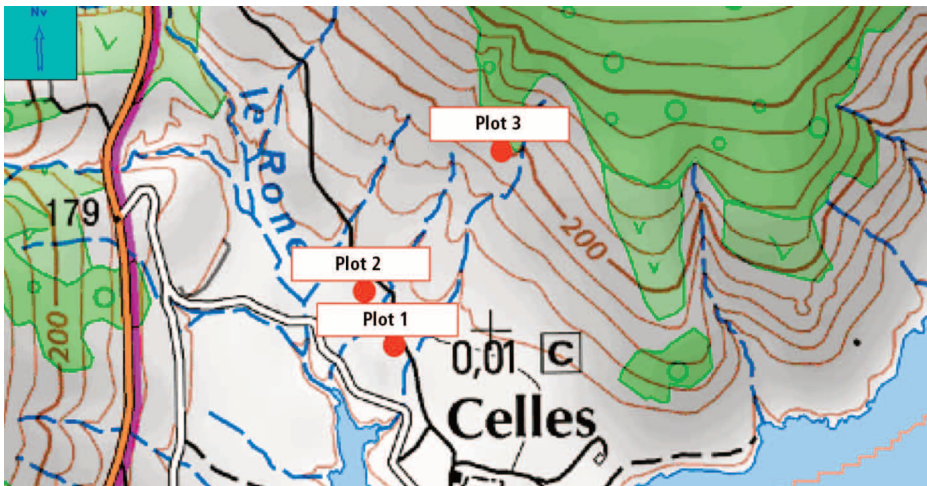 Nv
Plot 3
le Rone
179
200
Plot 2
Plot 1
200
0,01 C
Celles